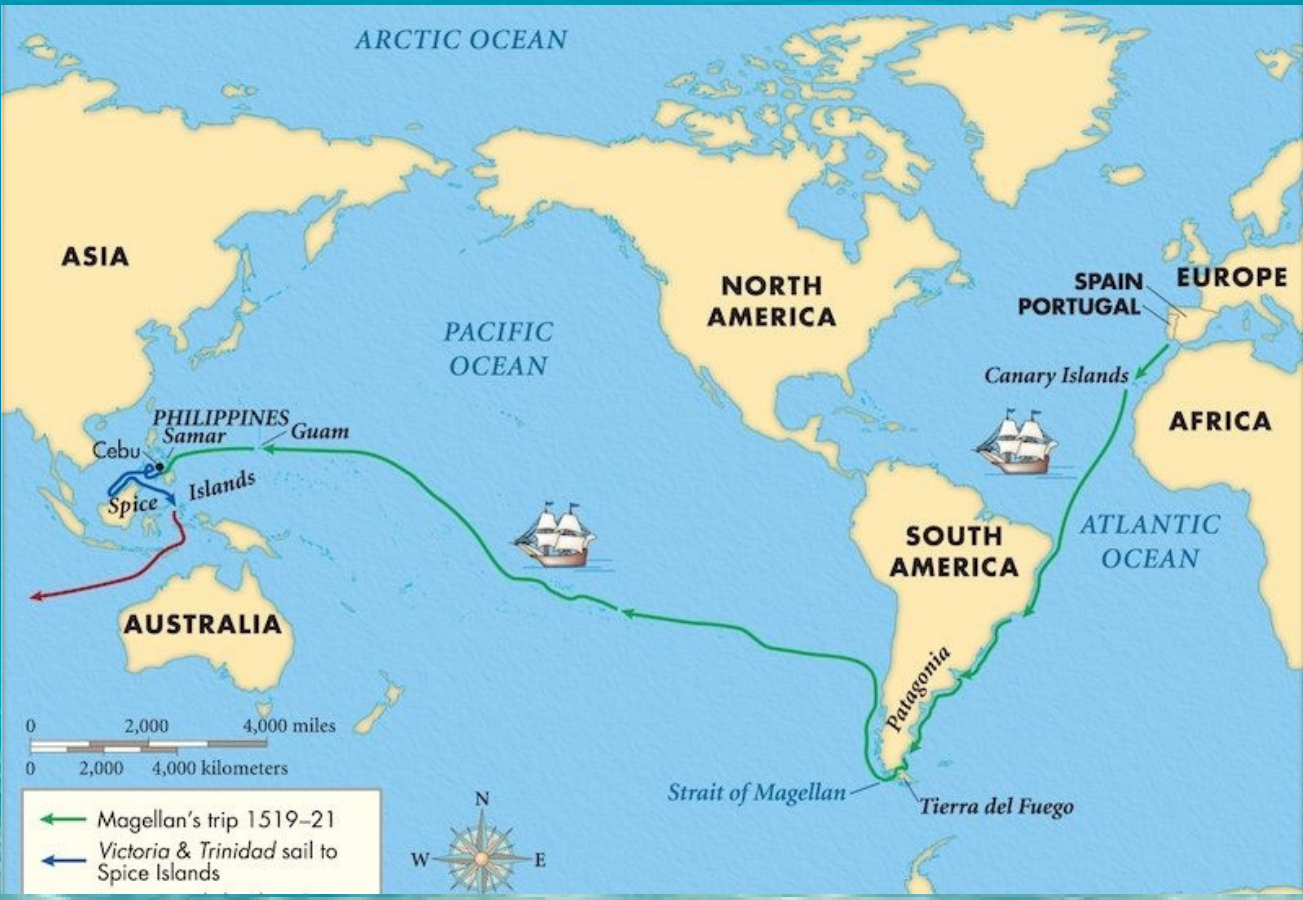 ARCTIC OCEAN
ASIA
NORTH
AMERICA
SPAIN
PORTUGAL
EUROPE
PACIFIC
OCEAN
Canary Islands
AFRICA
PHILIPPINES
Samar
Guam
Cebu
Spice Islands
SOUTH
AMERICA
ATLANTIC
OCEAN
AUSTRALIA
Patagonia
0 2,000 4,000 miles
0 2,000 4,000 kilometers
Strait of Magellan
Tierra del Fuego
N
W E
Magellan's trip 1519–21
Victoria & Trinidad sail to
Spice Islands